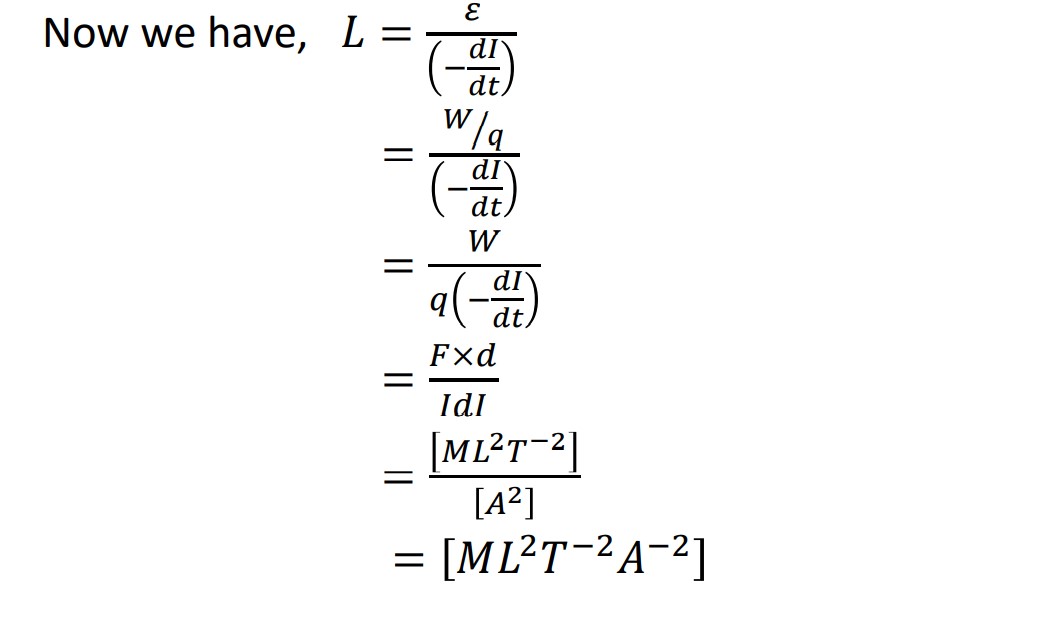 Now we have, L = ε / (−dI/dt)
= W/q / (−dI/dt)
= W / q(−dI/dt)
= F×d / IdI
= [ML²T⁻²] / [A²]
= [ML²T⁻²A⁻²]